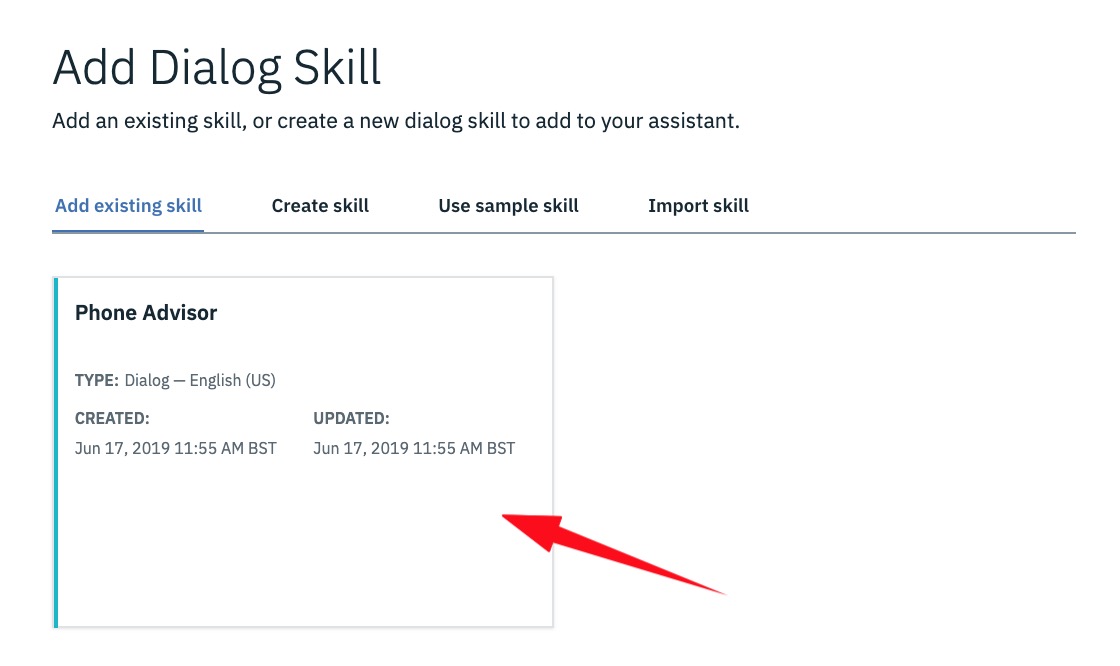 Add Dialog Skill
Add an existing skill, or create a new dialog skill to add to your assistant.
Add existing skill Create skill Use sample skill Import skill
Phone Advisor
TYPE: Dialog — English (US)
CREATED: UPDATED:
Jun 17, 2019 11:55 AM BST Jun 17, 2019 11:55 AM BST